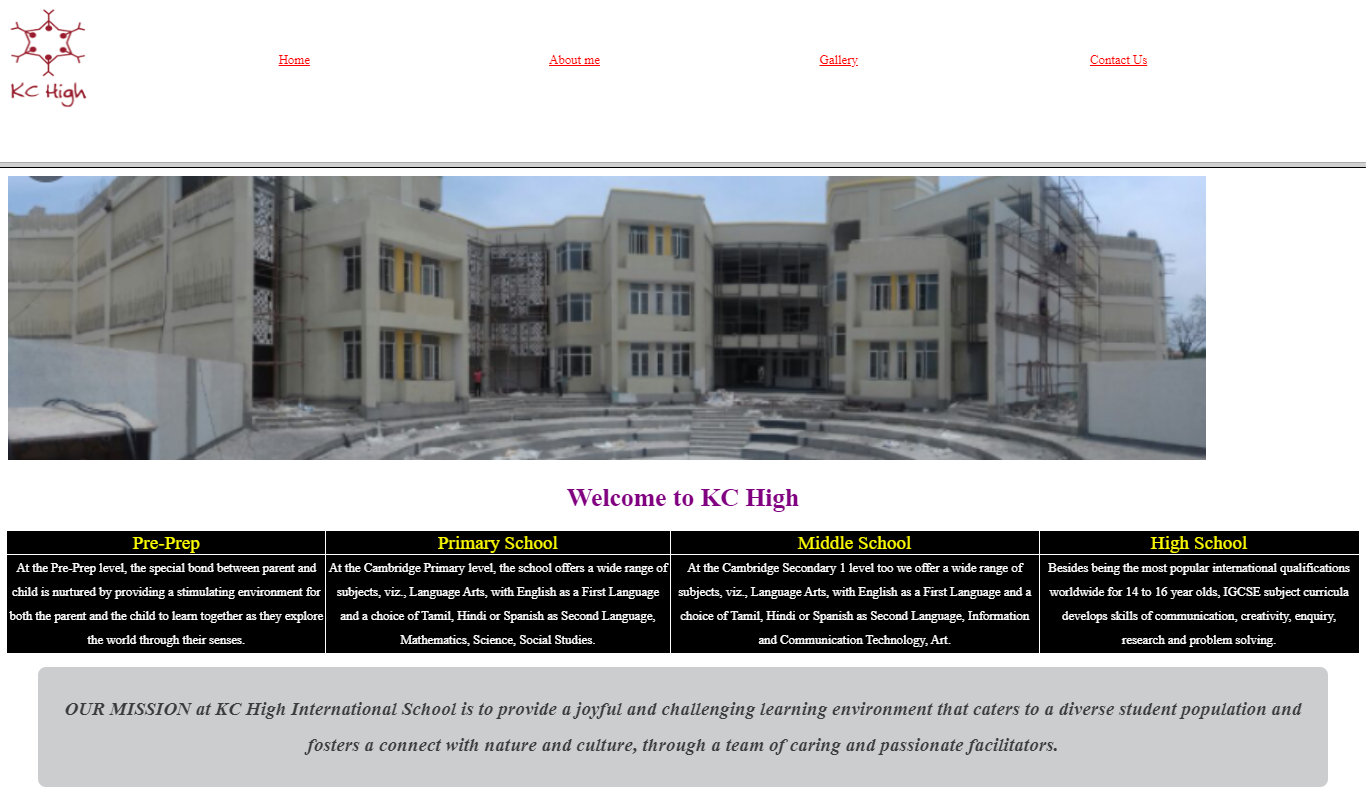 KC High
Home
About me
Gallery
Contact Us
Welcome to KC High
Pre-Prep
At the Pre-Prep level, the special bond between parent and
child is nurtured by providing a stimulating environment for
both the parent and the child to learn together as they explore
the world through their senses.
Primary School
At the Cambridge Primary level, the school offers a wide range of
subjects, viz., Language Arts, with English as a First Language
and a choice of Tamil, Hindi or Spanish as Second Language,
Mathematics, Science, Social Studies.
Middle School
At the Cambridge Secondary 1 level too we offer a wide range of
subjects, viz., Language Arts, with English as a First Language and a
choice of Tamil, Hindi or Spanish as Second Language, Information
and Communication Technology, Art.
High School
Besides being the most popular international qualifications
worldwide for 14 to 16 year olds, IGCSE subject curricula
develops skills of communication, creativity, enquiry,
research and problem solving.
OUR MISSION at KC High International School is to provide a joyful and challenging learning environment that caters to a diverse student population and
fosters a connect with nature and culture, through a team of caring and passionate facilitators.